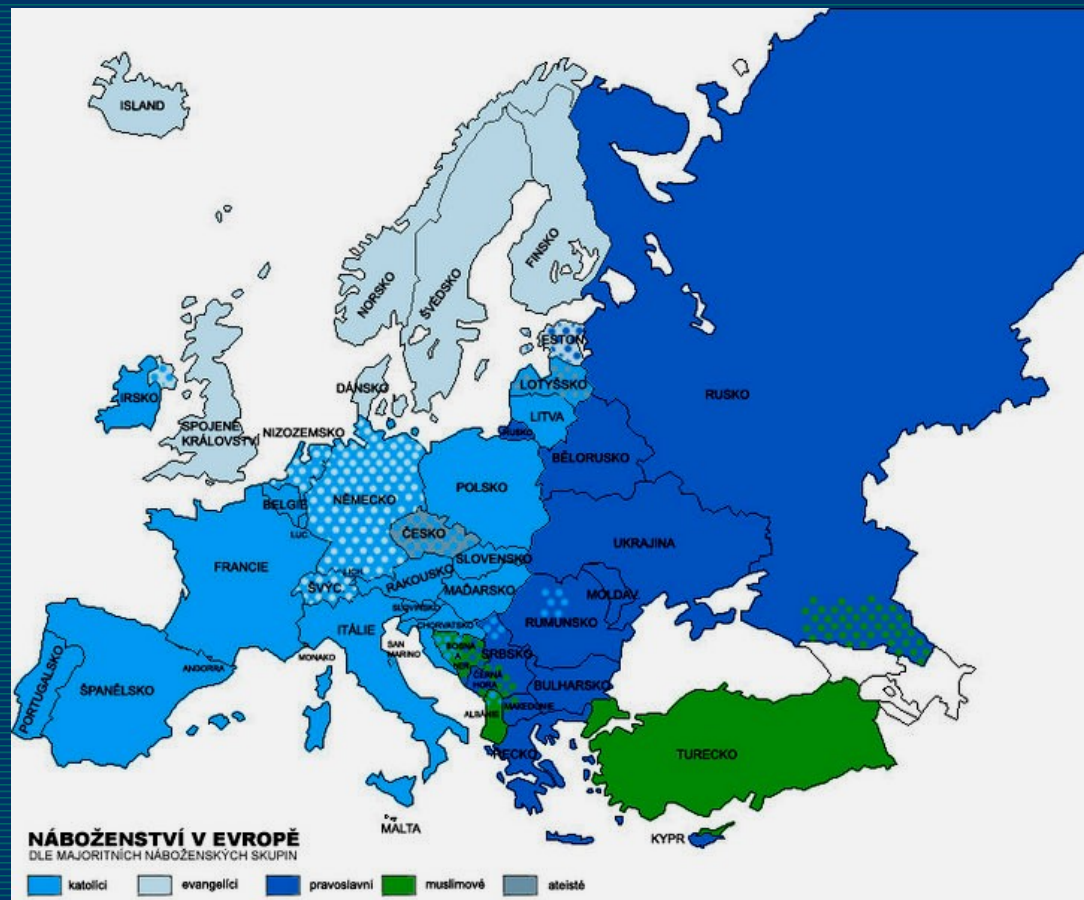 ISLAND
NORSKO
ŠVÉDSKO
FINSKO
ESTON
LOTYŠSKO
LITVA
RUSKO
RUSKO
DÁNSKO
IRSKO
SPOJENÉ
KRÁLOVSTVÍ
NIZOZEMSKO
BĚLORUSKO
POLSKO
NĚMECKO
BELGIE
LUC.
ČESKO
UKRAJINA
FRANCIE
SLOVENSKO
LICH.
RAKOUSKO
ŠVÝC.
MAĎARSKO
MOLDAV.
RUMUNSKO
SLOVINSKO
CHORVATSKO
ITÁLIE
SAN
MARINO
MONAKO
BOSNA
A
HER.
SRBSKO
ČERNÁ
HORA
BULHARSKO
ANDORRA
PORTUGALSKO
ŠPANĚLSKO
MAKEDONIE
ALBÁNIE
ŘECKO
TURECKO
MALTA
KYPR
NÁBOŽENSTVÍ V EVROPĚ
DLE MAJORITNÍCH NÁBOŽENSKÝCH SKUPIN
katolíci evangelíci pravoslavní muslimové ateisté